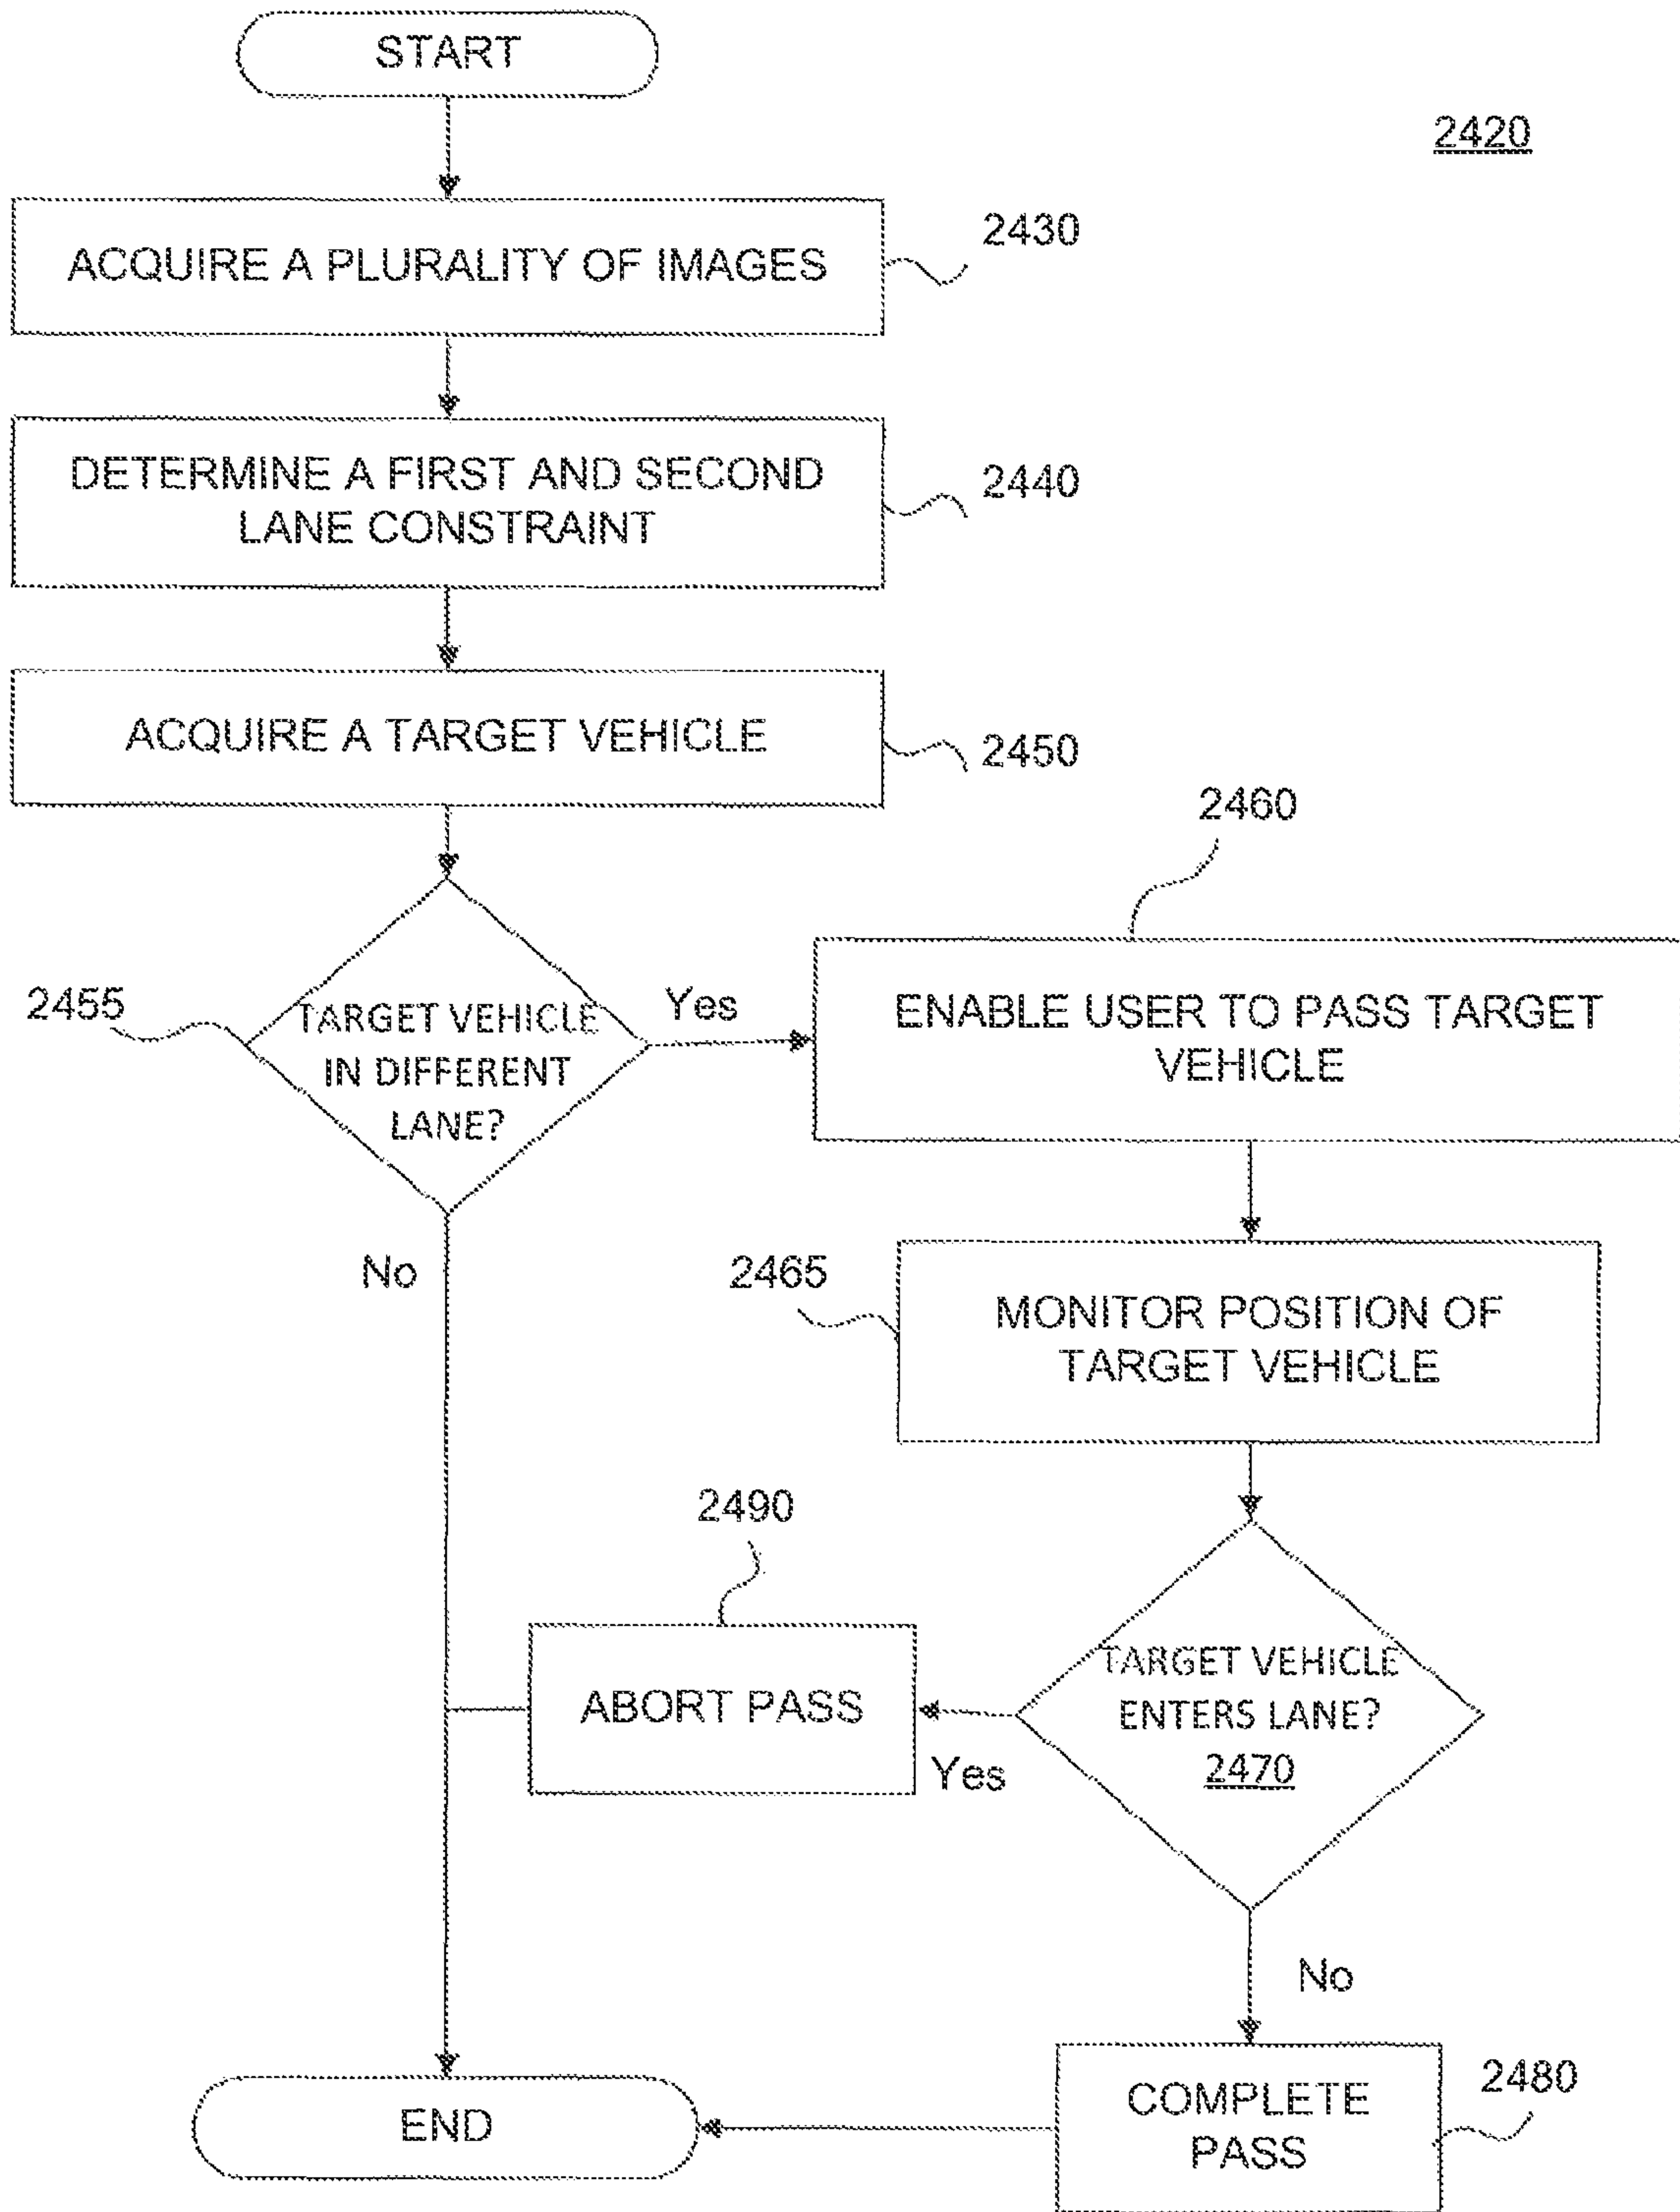 START
2420
ACQUIRE A PLURALITY OF IMAGES
2430
DETERMINE A FIRST AND SECOND
LANE CONSTRAINT
2440
ACQUIRE A TARGET VEHICLE
2450
2460
2455
TARGET VEHICLE
IN DIFFERENT
LANE?
Yes
ENABLE USER TO PASS TARGET
VEHICLE
No
2465
MONITOR POSITION OF
TARGET VEHICLE
2490
ABORT PASS
Yes
TARGET VEHICLE
ENTERS LANE?
2470
No
END
COMPLETE
PASS
2480